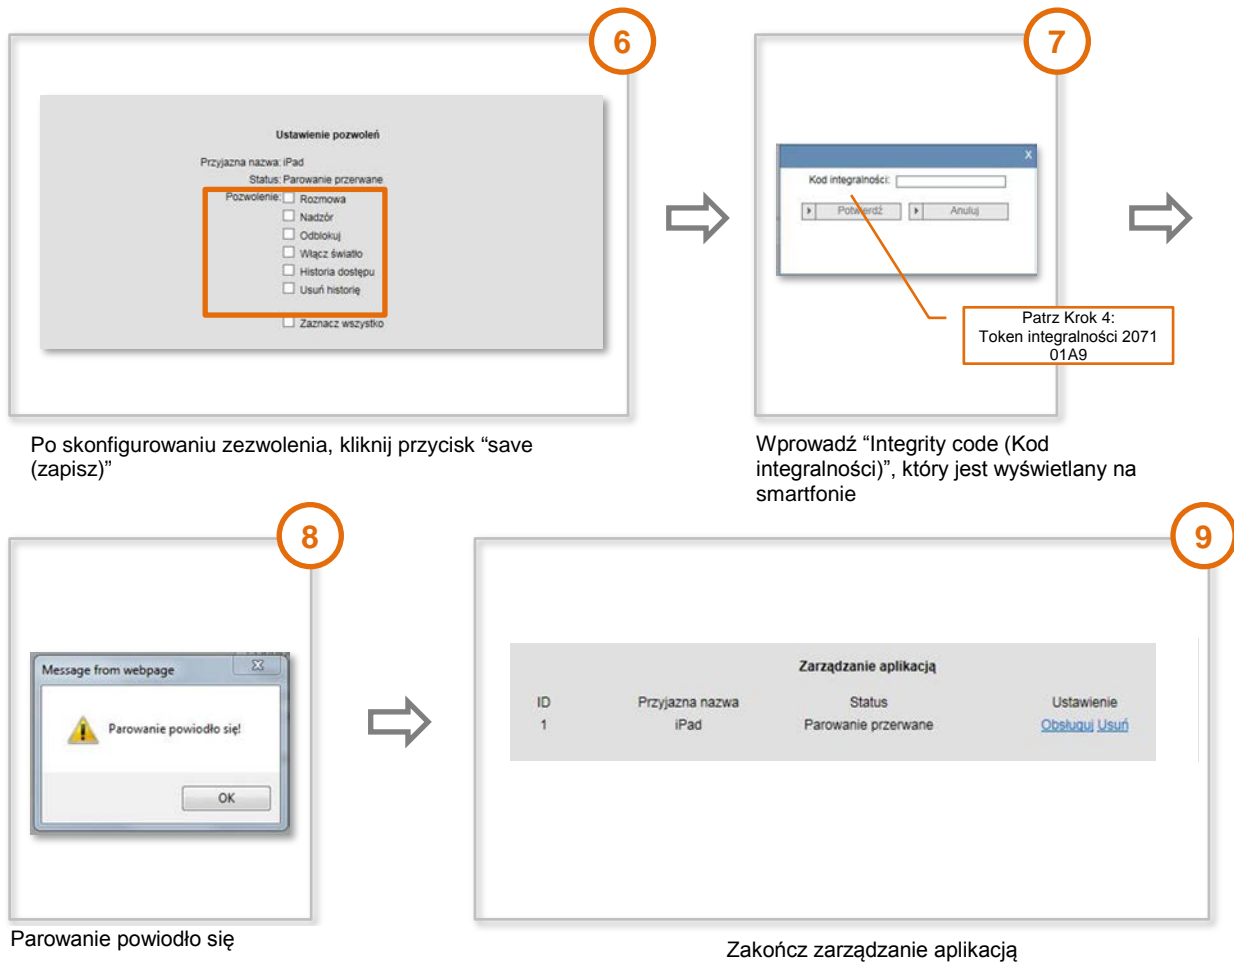 6
Ustawienie pozwoleń
Przyjazna nazwa: iPad
Status: Parowanie przerwane
Pozwolenie: Rozmowa
Nadzór
Odblokuj
Włącz światło
Historia dostępu
Usuń historię
Zaznacz wszystko
Po skonfigurowaniu zezwolenia, kliknij przycisk “save
(zapisz)”
7
X
Kod integralności:
Potwierdź Anuluj
Patrz Krok 4:
Token integralności 2071
01A9
Wprowadź “Integrity code (Kod
integralności)”, który jest wyświetlany na
smartfonie
8
Message from webpage
Parowanie powiodło się!
OK
Parowanie powiodło się
9
Zarządzanie aplikacją
ID Przyjazna nazwa Status Ustawienie
1 iPad Parowanie przerwane Obsługuj Usuń
Zakończ zarządzanie aplikacją